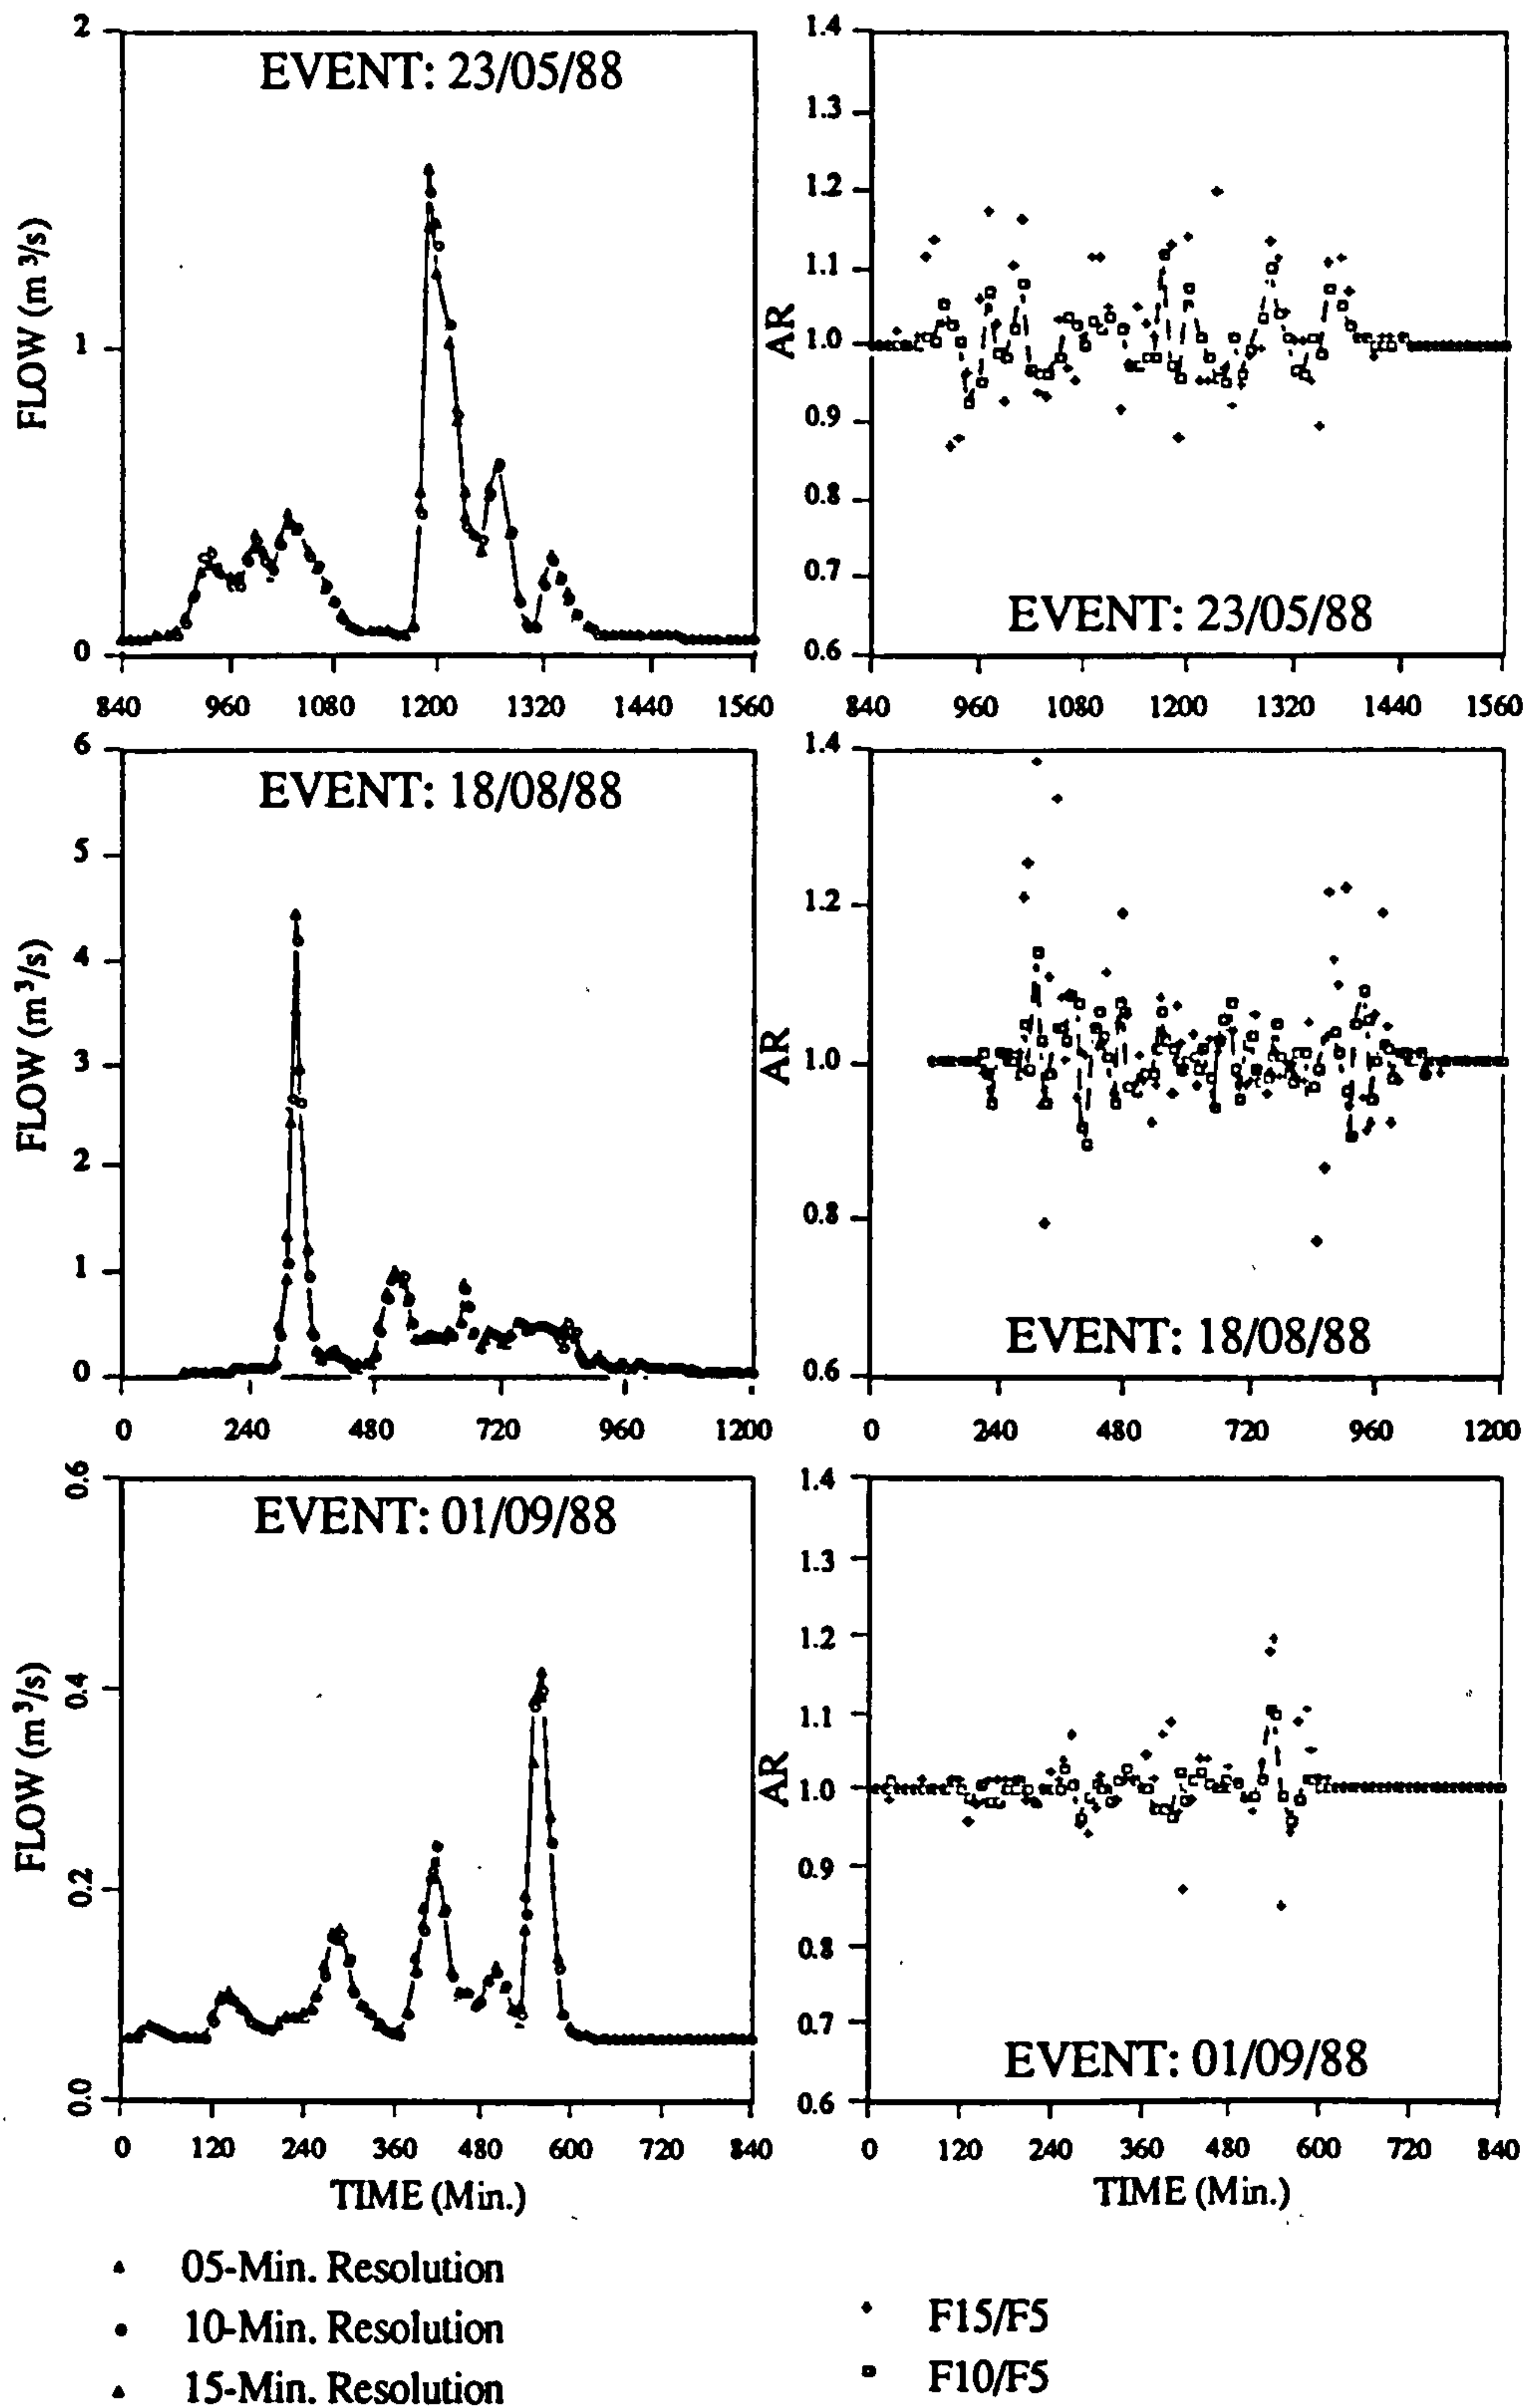 2
1
0
FLOW (m³/s)
EVENT: 23/05/88
840 960 1080 1200 1320 1440 1560
1.4
1.3
1.2
1.1
1.0
0.9
0.8
0.7
0.6
AR
EVENT: 23/05/88
840 960 1080 1200 1320 1440 1560
6
5
4
3
2
1
0
FLOW (m³/s)
EVENT: 18/08/88
0 240 480 720 960 1200
1.4
1.2
1.0
0.8
0.6
AR
EVENT: 18/08/88
0 240 480 720 960 1200
0.6
0.4
0.2
0.0
FLOW (m³/s)
EVENT: 01/09/88
0 120 240 360 480 600 720 840
TIME (Min.)
1.4
1.3
1.2
1.1
1.0
0.9
0.8
0.7
0.6
AR
EVENT: 01/09/88
0 120 240 360 480 600 720 840
TIME (Min.)
05-Min. Resolution
10-Min. Resolution
15-Min. Resolution
F15/F5
F10/F5